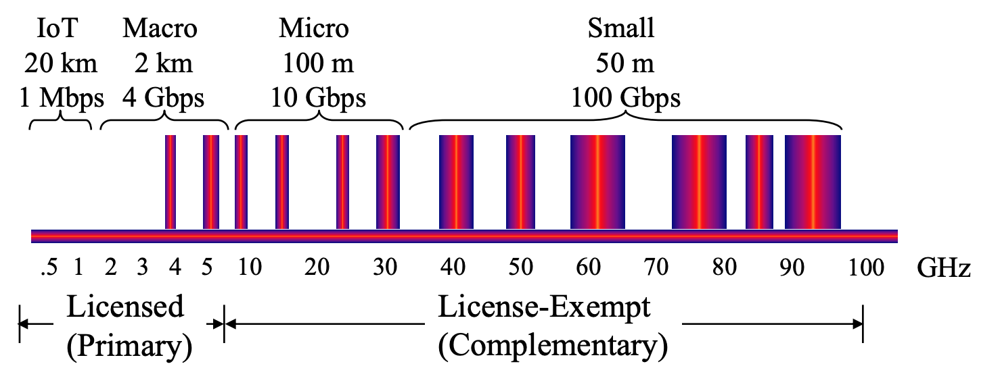 IoT Macro Micro Small
20 km 2 km 100 m 50 m
1 Mbps 4 Gbps 10 Gbps 100 Gbps
.5 1 2 3 4 5 10 20 30 40 50 60 70 80 90 100 GHz
Licensed License-Exempt
(Primary) (Complementary)